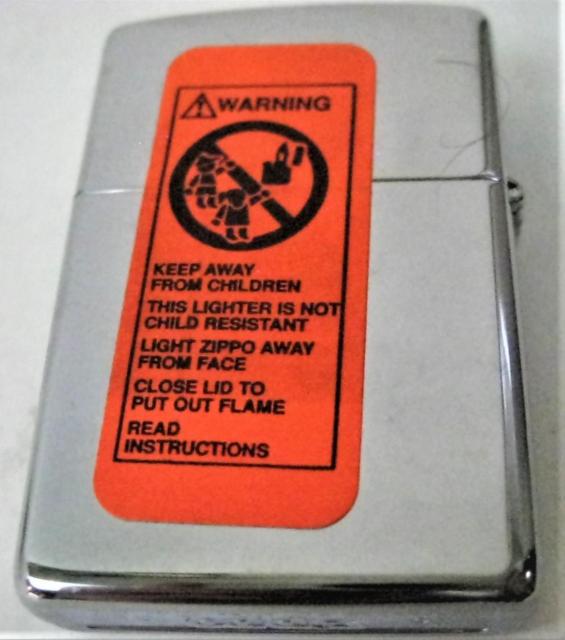 WARNING
KEEP AWAY
FROM CHILDREN
THIS LIGHTER IS NOT
CHILD RESISTANT
LIGHT ZIPPO AWAY
FROM FACE
CLOSE LID TO
PUT OUT FLAME
READ
INSTRUCTIONS